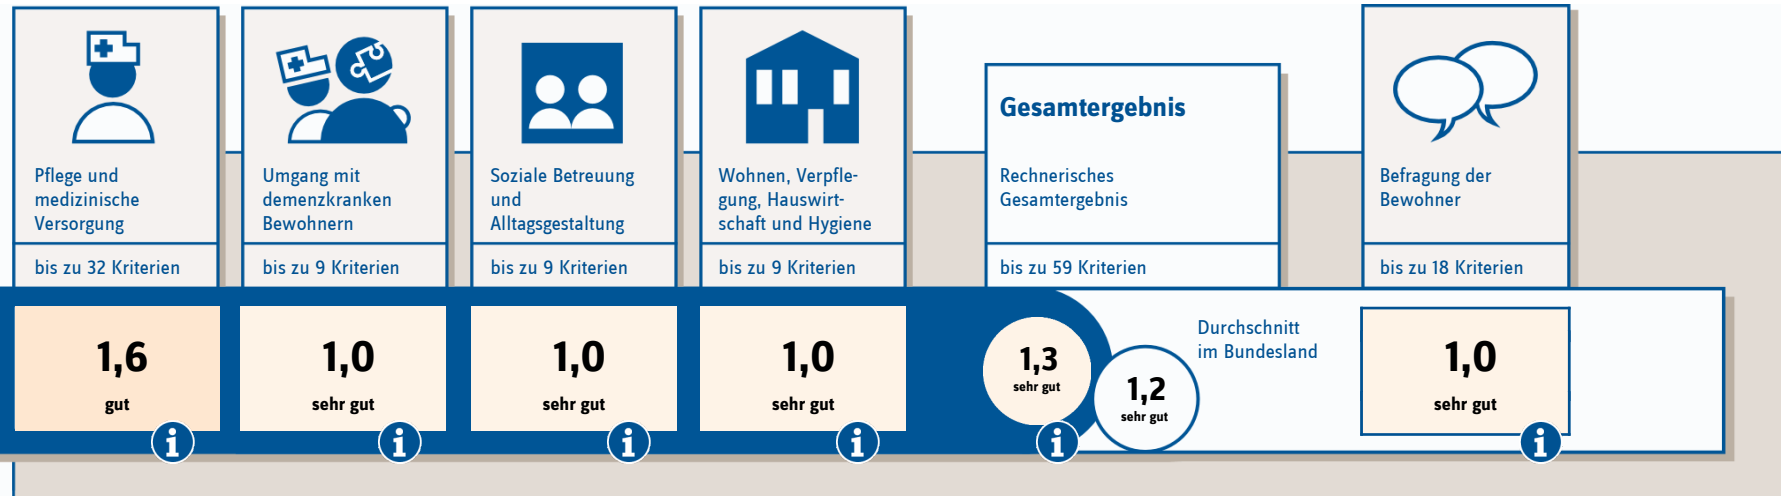 Pflege und
medizinische
Versorgung
bis zu 32 Kriterien
1,6
gut
Umgang mit
demenzkranken
Bewohnern
bis zu 9 Kriterien
1,0
sehr gut
Soziale Betreuung
und
Alltagsgestaltung
bis zu 9 Kriterien
1,0
sehr gut
Wohnen, Verpfle-
gung, Hauswirt-
schaft und Hygiene
bis zu 9 Kriterien
1,0
sehr gut
Gesamtergebnis
Rechnerisches
Gesamtergebnis
bis zu 59 Kriterien
1,3
sehr gut
1,2
sehr gut
Durchschnitt
im Bundesland
Befragung der
Bewohner
bis zu 18 Kriterien
1,0
sehr gut